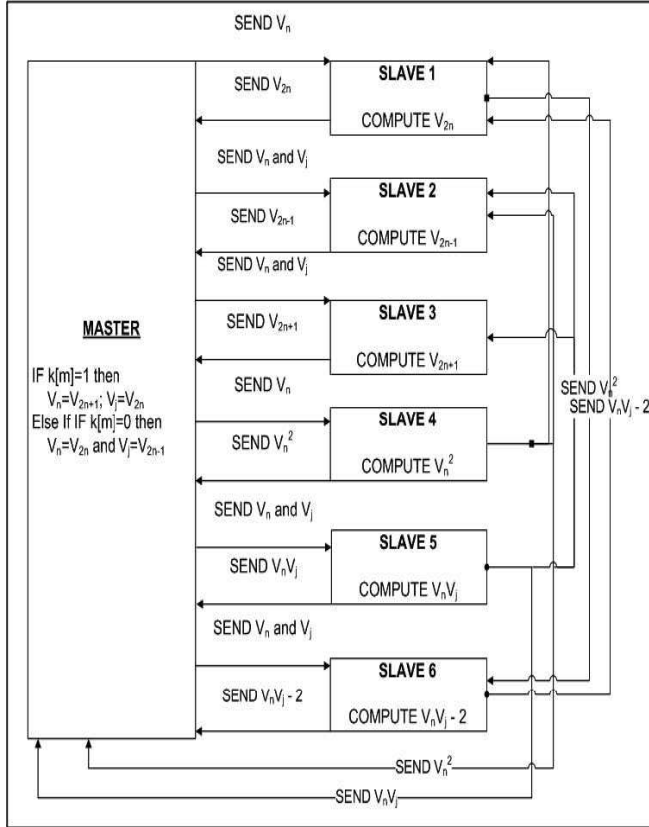 SEND Vₙ
SLAVE 1
SEND V₂ₙ
COMPUTE V₂ₙ
SEND Vₙ and Vⱼ
SLAVE 2
SEND V₂ₙ₋₁
COMPUTE V₂ₙ₋₁
SEND Vₙ and Vⱼ
SLAVE 3
SEND V₂ₙ₊₁
COMPUTE V₂ₙ₊₁
MASTER
IF k[m]=1 then
Vₙ=V₂ₙ₊₁; Vⱼ=V₂ₙ
Else If IF k[m]=0 then
Vₙ=V₂ₙ and Vⱼ=V₂ₙ₋₁
SEND Vₙ
SLAVE 4
SEND Vₙ²
COMPUTE Vₙ²
SEND Vₙ²
SEND VₙVⱼ - 2
SEND Vₙ and Vⱼ
SLAVE 5
SEND VₙVⱼ
COMPUTE VₙVⱼ
SEND Vₙ and Vⱼ
SLAVE 6
SEND VₙVⱼ - 2
COMPUTE VₙVⱼ - 2
SEND Vₙ²
SEND VₙVⱼ